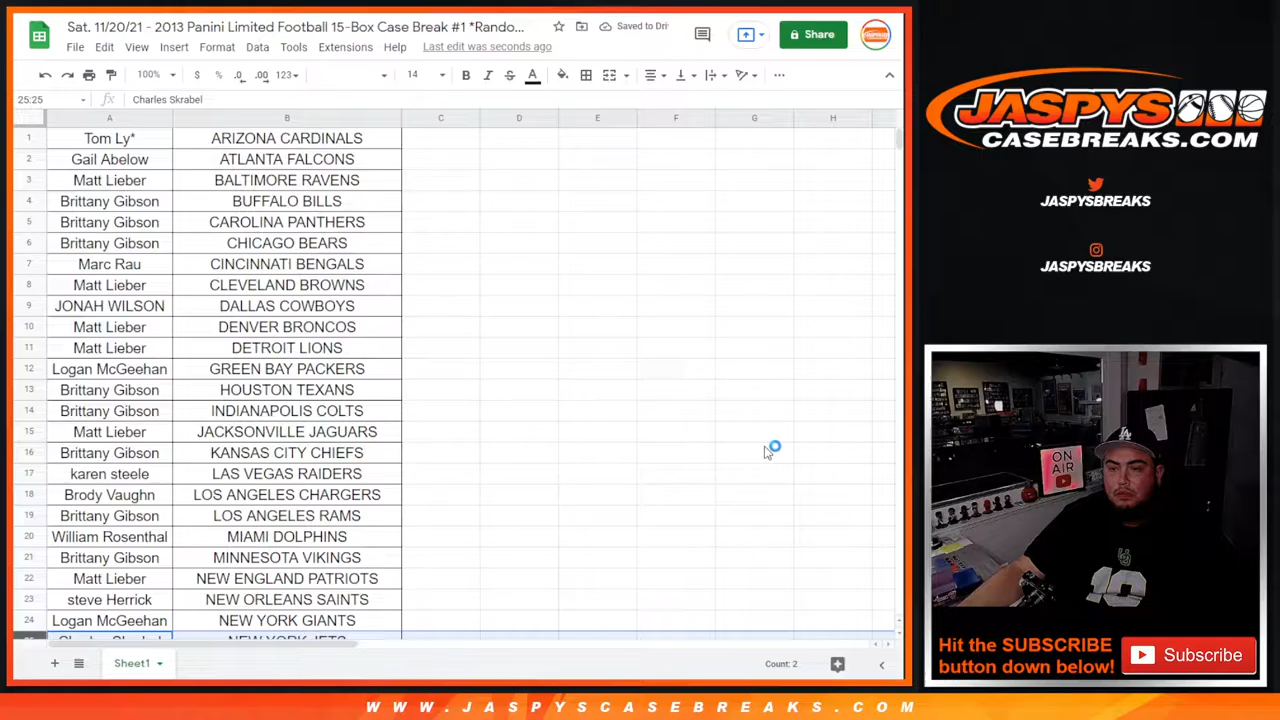 Sat. 11/20/21 - 2013 Panini Limited Football 15-Box Case Break #1 *Rando...
Saved to Dri
Share
File Edit View Insert Format Data Tools Extensions Help Last edit was seconds ago
100% $ % .0 .00 123 14 B I S A
25:25 fx Charles Skrabel
A B C D E F G H
1 Tom Ly* ARIZONA CARDINALS
2 Gail Abelow ATLANTA FALCONS
3 Matt Lieber BALTIMORE RAVENS
4 Brittany Gibson BUFFALO BILLS
5 Brittany Gibson CAROLINA PANTHERS
6 Brittany Gibson CHICAGO BEARS
7 Marc Rau CINCINNATI BENGALS
8 Matt Lieber CLEVELAND BROWNS
9 JONAH WILSON DALLAS COWBOYS
10 Matt Lieber DENVER BRONCOS
11 Matt Lieber DETROIT LIONS
12 Logan McGeehan GREEN BAY PACKERS
13 Brittany Gibson HOUSTON TEXANS
14 Brittany Gibson INDIANAPOLIS COLTS
15 Matt Lieber JACKSONVILLE JAGUARS
16 Brittany Gibson KANSAS CITY CHIEFS
17 karen steele LAS VEGAS RAIDERS
18 Brody Vaughn LOS ANGELES CHARGERS
19 Brittany Gibson LOS ANGELES RAMS
20 William Rosenthal MIAMI DOLPHINS
21 Brittany Gibson MINNESOTA VIKINGS
22 Matt Lieber NEW ENGLAND PATRIOTS
23 steve Herrick NEW ORLEANS SAINTS
24 Logan McGeehan NEW YORK GIANTS
25 Charles Skrabel NEW YORK JETS
Sheet1
Count: 2
JASPYS
CASEBREAKS.COM
JASPYSBREAKS
JASPYSBREAKS
ON
AIR
LA
10
Hit the SUBSCRIBE
button down below!
Subscribe
WWW.JASPYSCASEBREAKS.COM